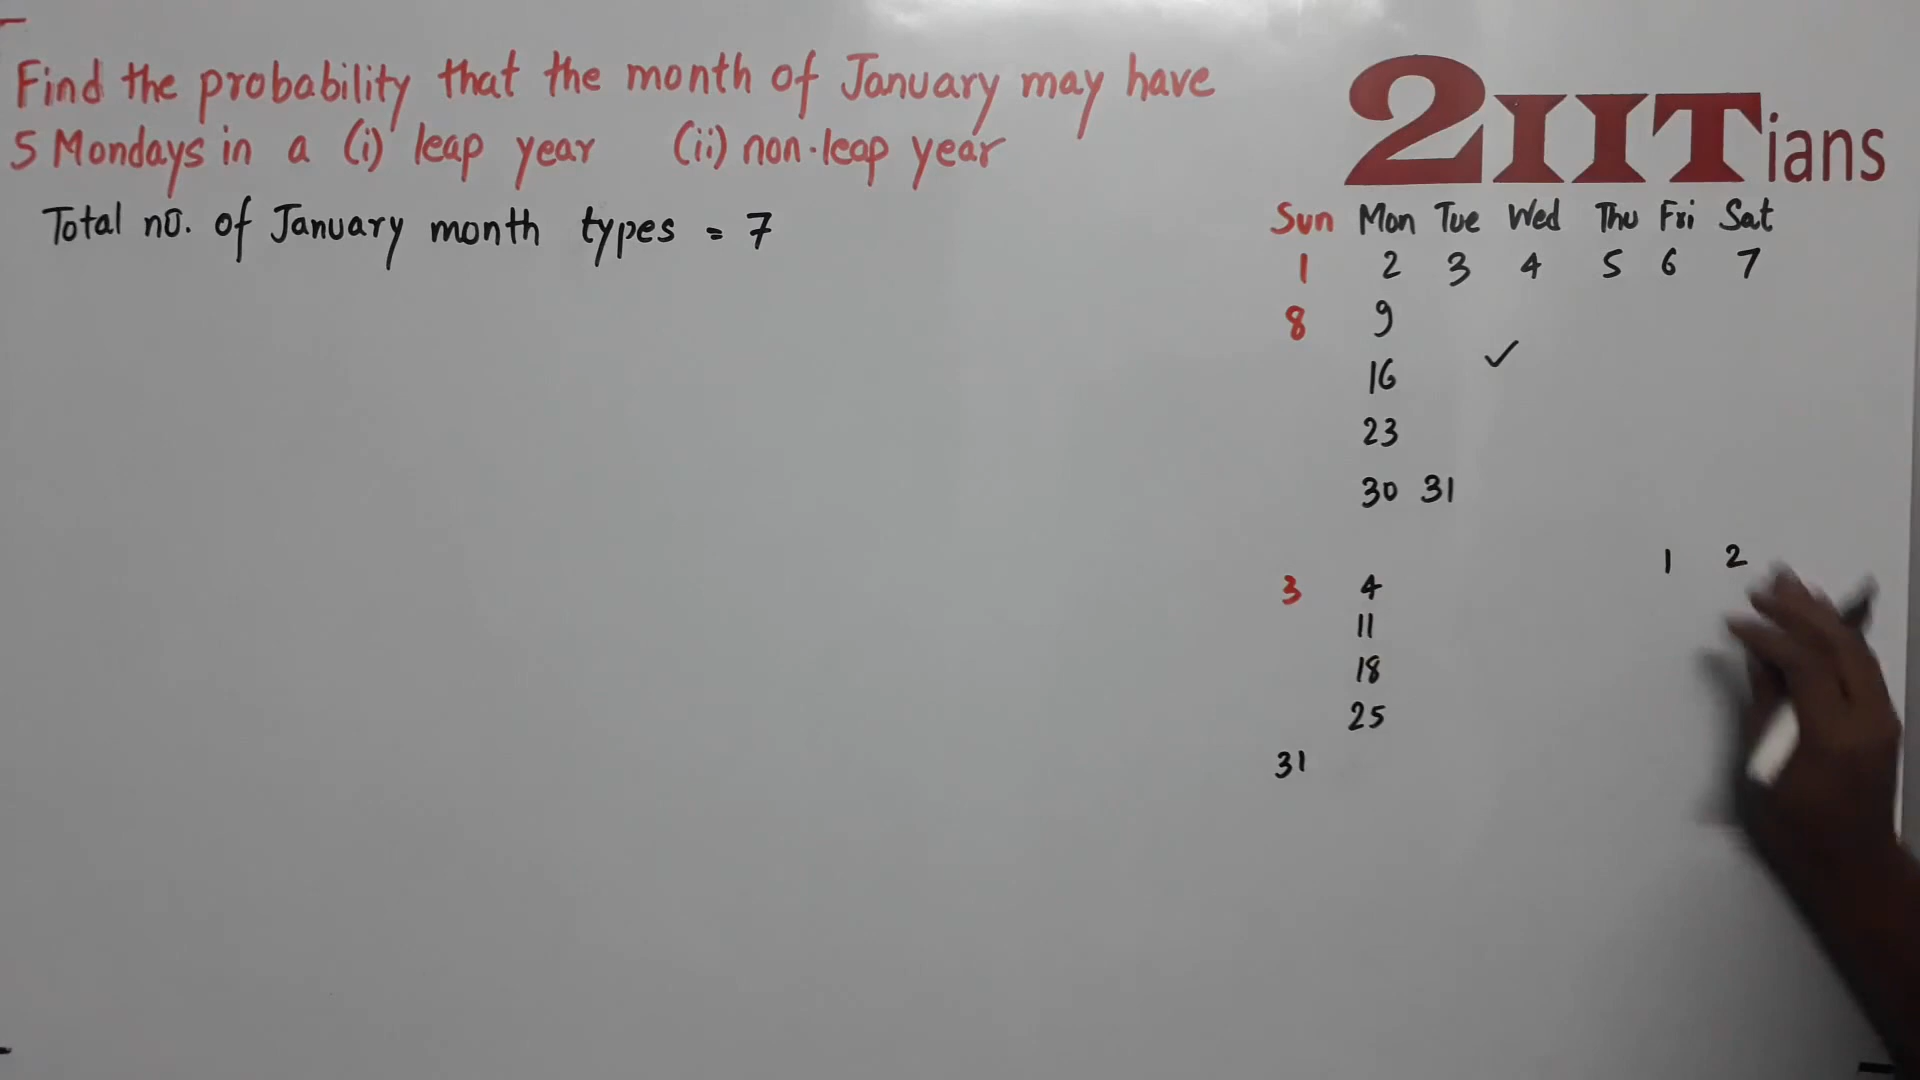 Find the probability that the month of January may have
5 Mondays in a (i) leap year (ii) non-leap year
Total no. of January month types = 7
2IITians
Sun Mon Tue Wed Thu Fri Sat
1 2 3 4 5 6 7
8 9
16 ✓
23
30 31
1 2
3 4
11
18
25
31